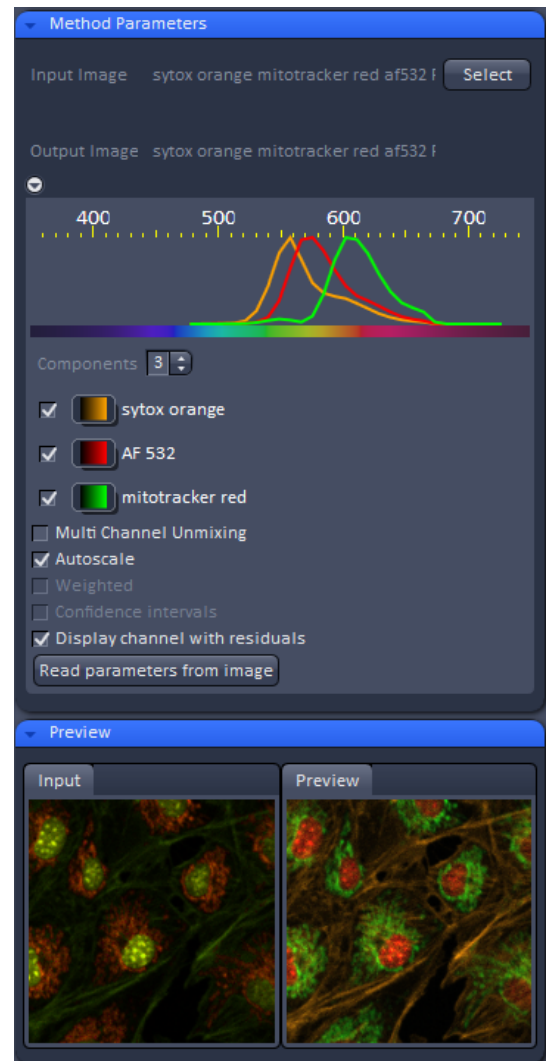 Method Parameters
Input Image sytox orange mitotracker red af532 F Select
Output Image sytox orange mitotracker red af532 F
400 500 600 700
Components 3
sytox orange
AF 532
mitotracker red
Multi Channel Unmixing
Autoscale
Weighted
Confidence intervals
Display channel with residuals
Read parameters from image
Preview
Input Preview